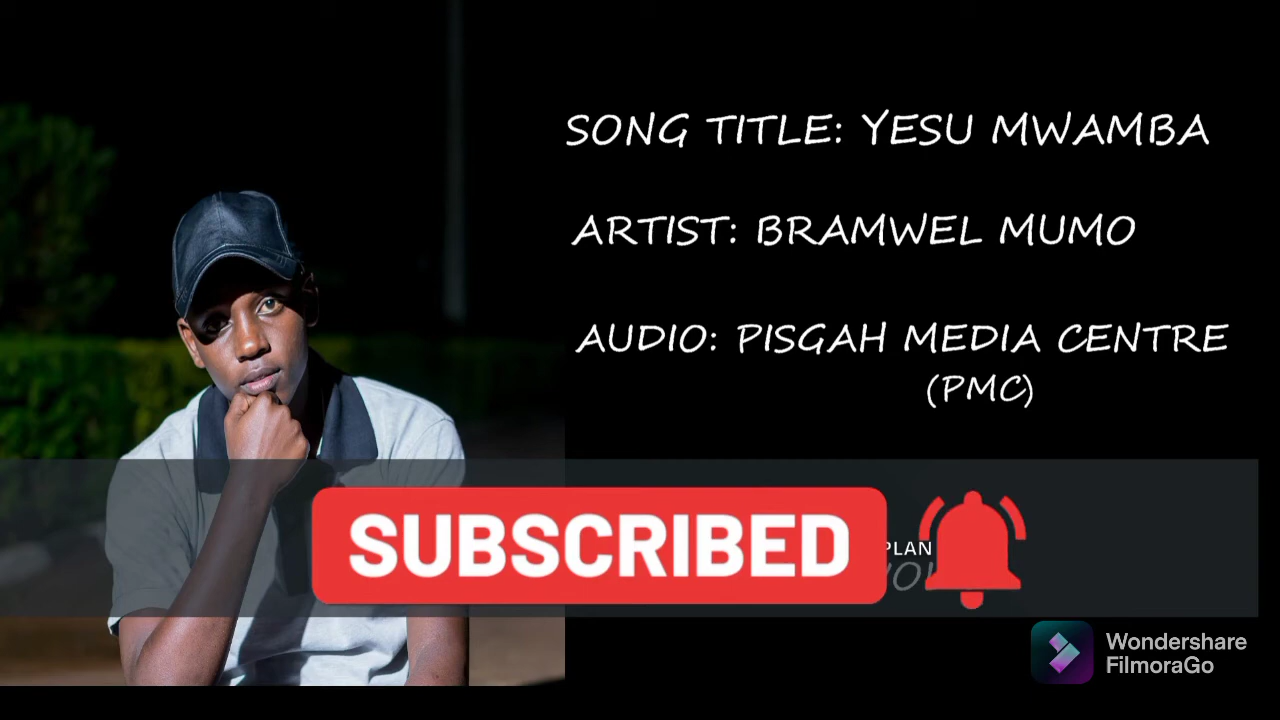 SONG TITLE: YESU MWAMBA
ARTIST: BRAMWEL MUMO
AUDIO: PISGAH MEDIA CENTRE
(PMC)
SUBSCRIBED
PLAN
Wondershare
FilmoraGo